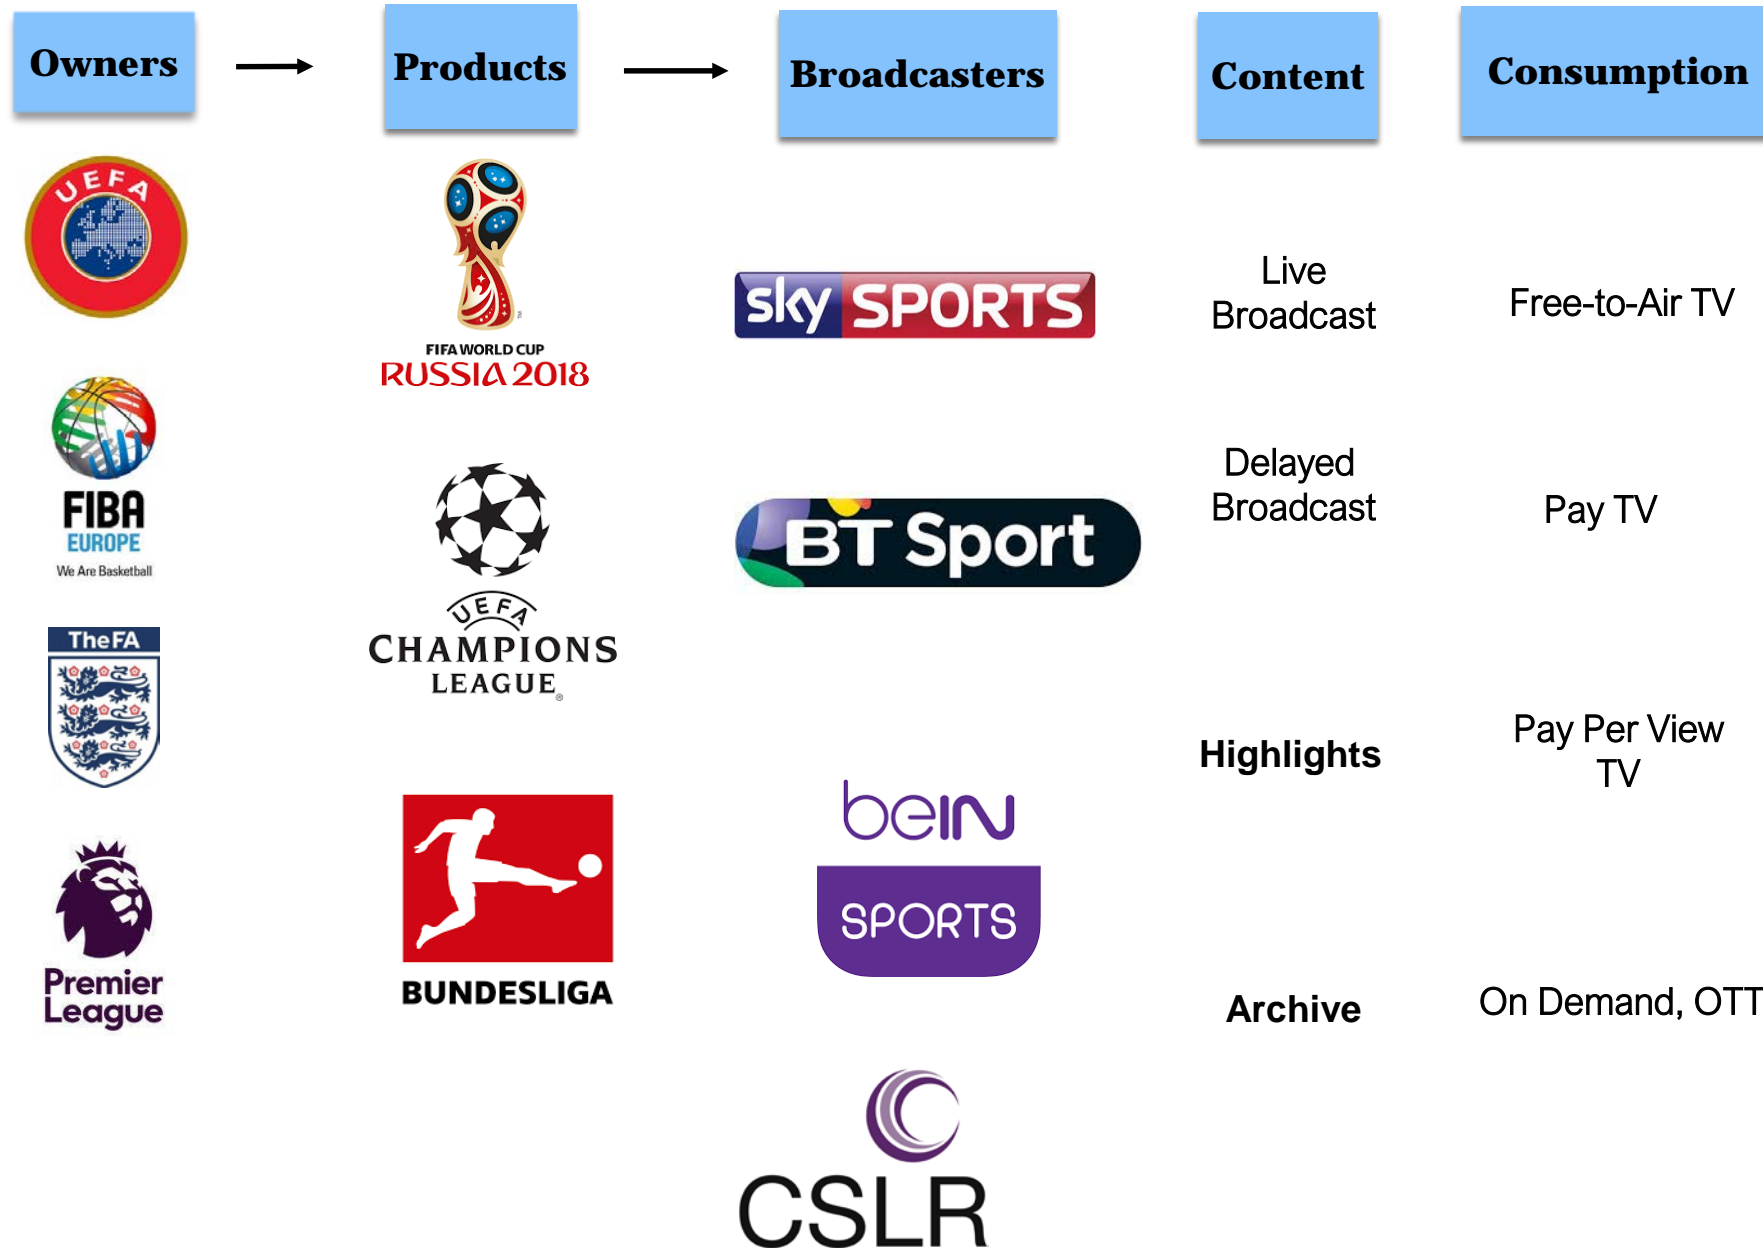 Owners
Products
Broadcasters
Content
Consumption
UEFA
FIBA
EUROPE
We Are Basketball
TheFA
Premier
League
FIFA WORLD CUP
RUSSIA 2018
UEFA
CHAMPIONS
LEAGUE®
BUNDESLIGA
sky SPORTS
BT Sport
beIN
SPORTS
CSLR
Live
Broadcast
Delayed
Broadcast
Highlights
Archive
Free-to-Air TV
Pay TV
Pay Per View
TV
On Demand, OTT